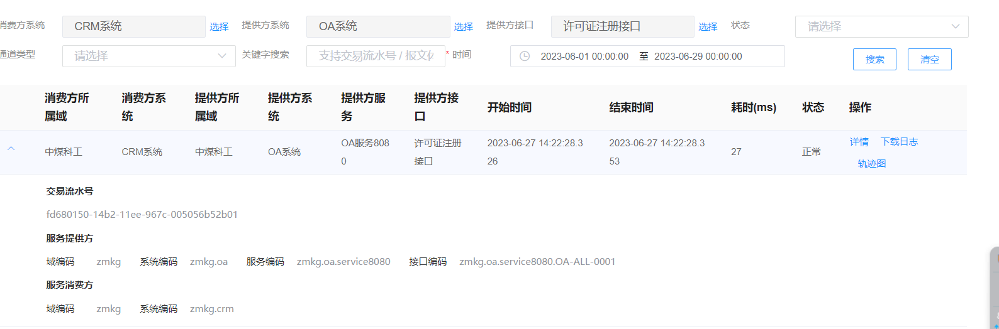 消费方系统 CRM系统 选择 提供方系统 OA系统 选择 提供方接口 许可证注册接口 选择 状态 请选择
通道类型 请选择 关键字搜索 支持交易流水号 / 报文体 * 时间 2023-06-01 00:00:00 至 2023-06-29 00:00:00 搜索 清空
消费方所属域 消费方系统 提供方所属域 提供方系统 提供方服务 提供方接口 开始时间 结束时间 耗时(ms) 状态 操作
中煤科工 CRM系统 中煤科工 OA系统 OA服务8080 许可证注册接口 2023-06-27 14:22:28.326 2023-06-27 14:22:28.353 27 正常 详情 下载日志 轨迹图
交易流水号
fd680150-14b2-11ee-967c-005056b52b01
服务提供方
域编码 zmkg 系统编码 zmkg.oa 服务编码 zmkg.oa.service8080 接口编码 zmkg.oa.service8080.OA-ALL-0001
服务消费方
域编码 zmkg 系统编码 zmkg.crm